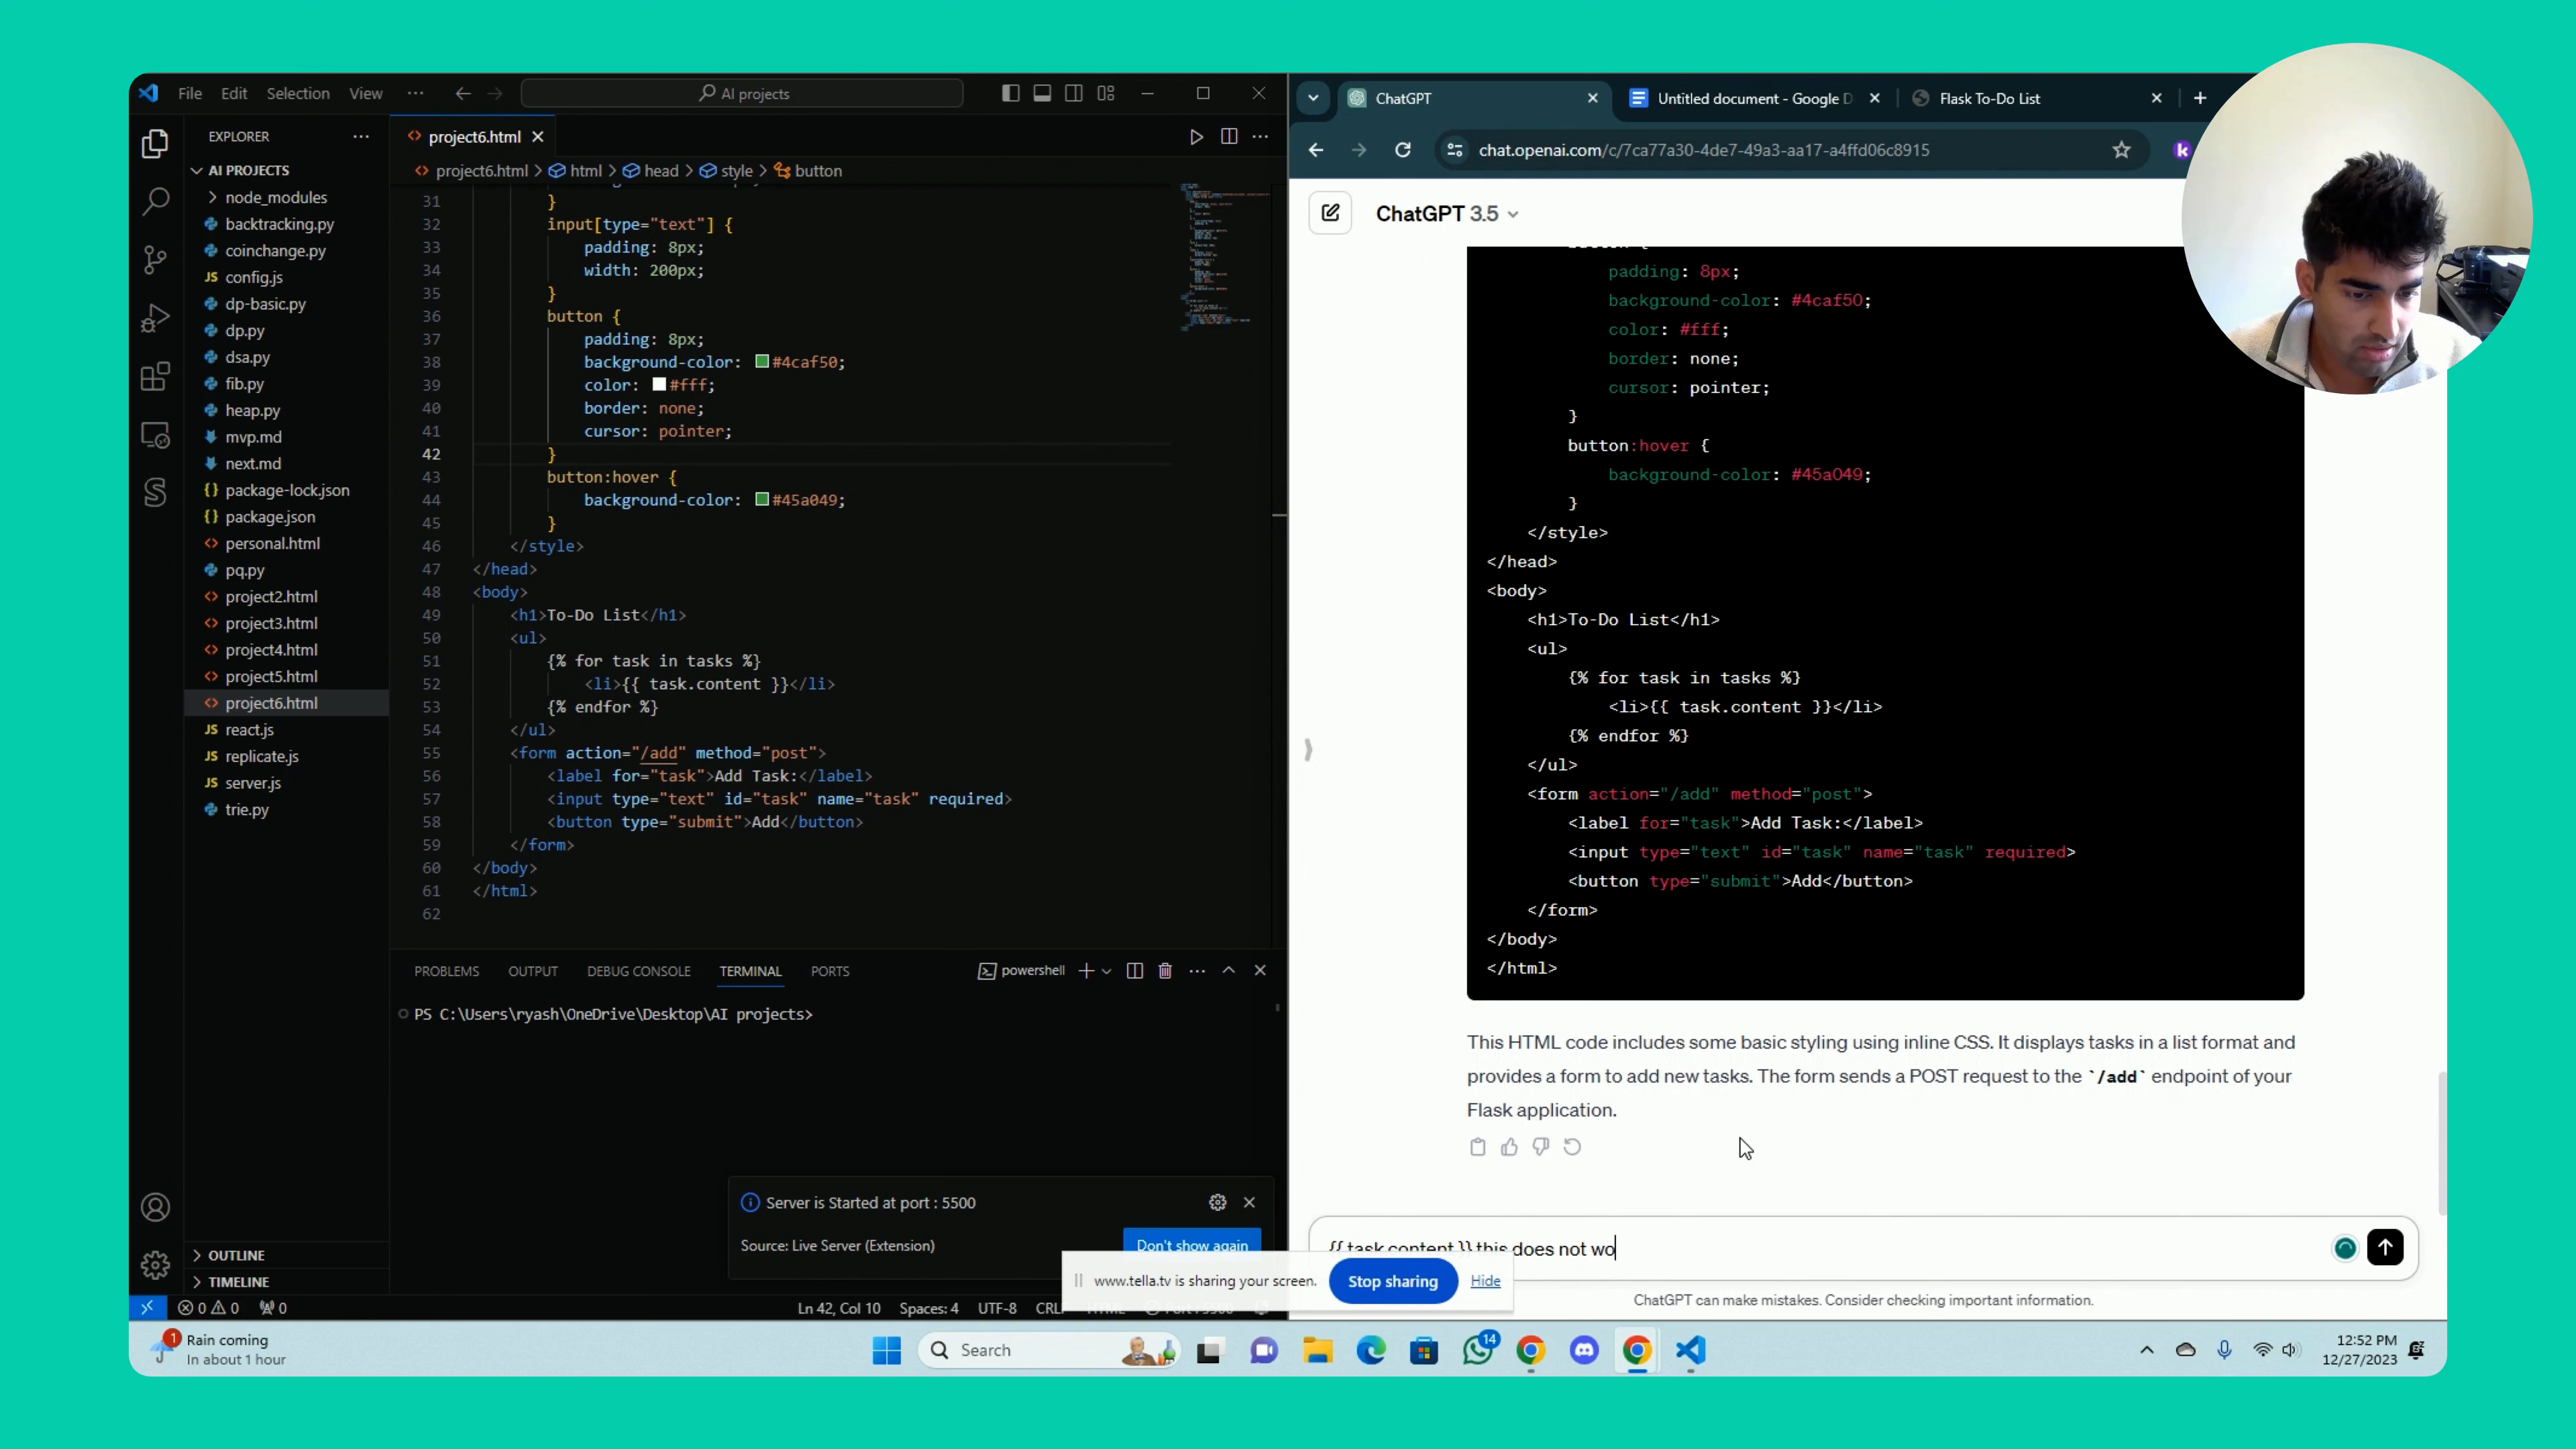 File Edit Selection View ··· AI projects
EXPLORER ···
AI PROJECTS
node_modules
backtracking.py
coinchange.py
JS config.js
dp-basic.py
dp.py
dsa.py
fib.py
heap.py
mvp.md
next.md
{} package-lock.json
{} package.json
<> personal.html
pq.py
<> project2.html
<> project3.html
<> project4.html
<> project5.html
<> project6.html
JS react.js
JS replicate.js
JS server.js
trie.py
OUTLINE
TIMELINE
<> project6.html
<> project6.html > html > head > style > button
31 }
32 input[type="text"] {
33 padding: 8px;
34 width: 200px;
35 }
36 button {
37 padding: 8px;
38 background-color: #4caf50;
39 color: #fff;
40 border: none;
41 cursor: pointer;
42 }
43 button:hover {
44 background-color: #45a049;
45 }
46 </style>
47 </head>
48 <body>
49 <h1>To-Do List</h1>
50 <ul>
51 {% for task in tasks %}
52 <li>{{ task.content }}</li>
53 {% endfor %}
54 </ul>
55 <form action="/add" method="post">
56 <label for="task">Add Task:</label>
57 <input type="text" id="task" name="task" required>
58 <button type="submit">Add</button>
59 </form>
60 </body>
61 </html>
62
PROBLEMS OUTPUT DEBUG CONSOLE TERMINAL PORTS powershell
PS C:\Users\ryash\OneDrive\Desktop\AI projects>
Server is Started at port : 5500
Source: Live Server (Extension) Don't show again
0 0 0 Ln 42, Col 10 Spaces: 4 UTF-8
ChatGPT Untitled document - Google D Flask To-Do List
chat.openai.com/c/7ca77a30-4de7-49a3-aa17-a4ffd06c8915
k
ChatGPT 3.5
padding: 8px;
background-color: #4caf50;
color: #fff;
border: none;
cursor: pointer;
}
button:hover {
background-color: #45a049;
}
</style>
</head>
<body>
<h1>To-Do List</h1>
<ul>
{% for task in tasks %}
<li>{{ task.content }}</li>
{% endfor %}
</ul>
<form action="/add" method="post">
<label for="task">Add Task:</label>
<input type="text" id="task" name="task" required>
<button type="submit">Add</button>
</form>
</body>
</html>
This HTML code includes some basic styling using inline CSS. It displays tasks in a list format and
provides a form to add new tasks. The form sends a POST request to the `/add` endpoint of your
Flask application.
{{ task.content }} this does not wo
www.tella.tv is sharing your screen. Stop sharing Hide
ChatGPT can make mistakes. Consider checking important information.
1 Rain coming
In about 1 hour
Search
14
12:52 PM
12/27/2023